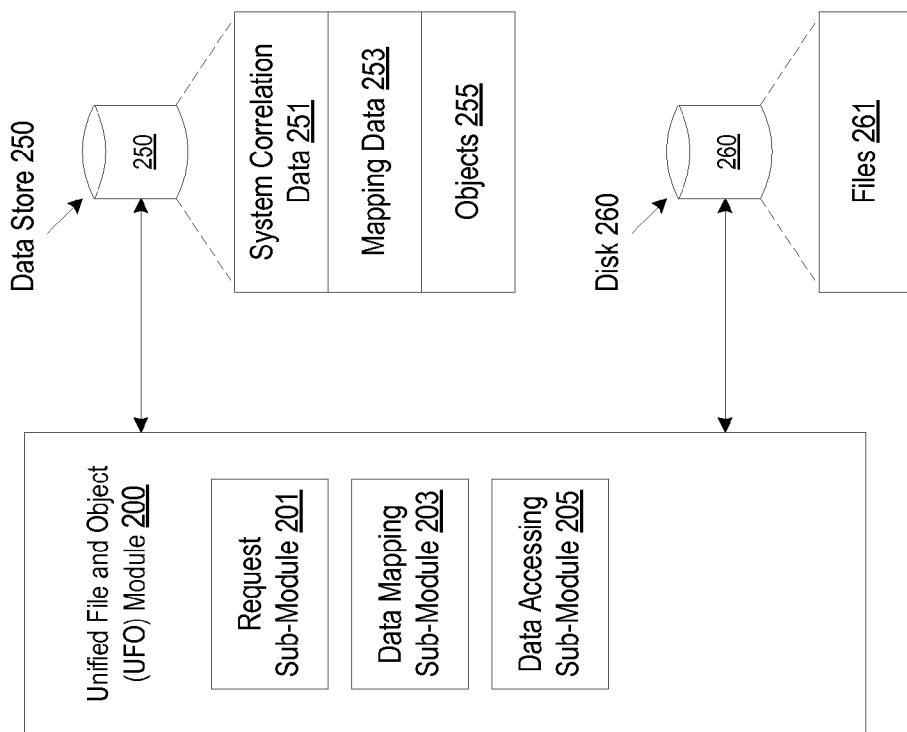 Unified File and Object
(UFO) Module 200
Request
Sub-Module 201
Data Mapping
Sub-Module 203
Data Accessing
Sub-Module 205
Data Store 250
250
System Correlation
Data 251
Mapping Data 253
Objects 255
Disk 260
260
Files 261